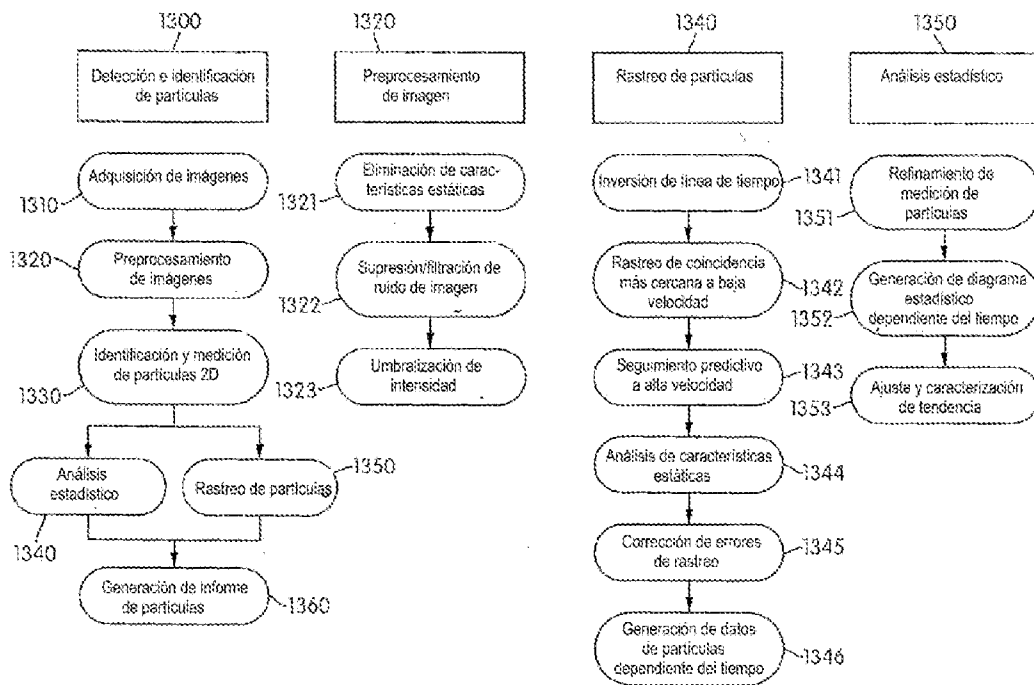 1300
Detección e identificación
de partículas
Adquisición de imágenes
1310
1320
Preprocesamiento
de imágenes
Identificación y medición
de partículas 2D
1330
Análisis
estadístico
1340
Rastreo de partículas
1350
Generación de informe
de partículas
1360
1320
Preprocesamiento
de imagen
Eliminación de carac-
terísticas estáticas
1321
Supresión/filtración de
ruido de imagen
1322
Umbralización de
intensidad
1323
1340
Rastreo de partículas
Inversión de línea de tiempo
1341
Rastreo de coincidencia
más cercana a baja
velocidad
1342
Seguimiento predictivo
a alta velocidad
1343
Análisis de características
estáticas
1344
Corrección de errores
de rastreo
1345
Generación de datos
de partículas
dependiente del tiempo
1346
1350
Análisis estadístico
Refinamiento de
medición de
partículas
1351
Generación de diagrama
estadístico
dependiente del tiempo
1352
Ajuste y caracterización
de tendencia
1353